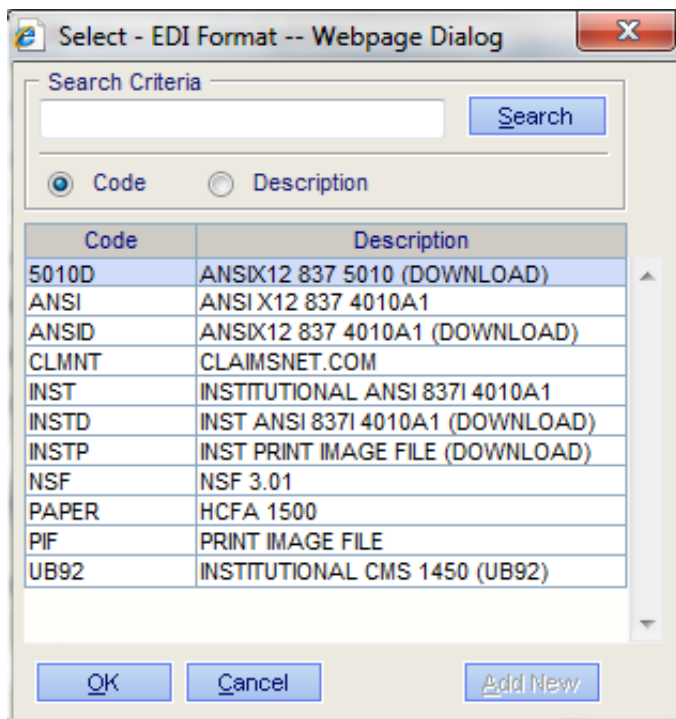 Select - EDI Format -- Webpage Dialog
Search Criteria
Search
Code Description
Code Description
5010D ANSIX12 837 5010 (DOWNLOAD)
ANSI ANSI X12 837 4010A1
ANSID ANSIX12 837 4010A1 (DOWNLOAD)
CLMNT CLAIMSNET.COM
INST INSTITUTIONAL ANSI 837I 4010A1
INSTD INST ANSI 837I 4010A1 (DOWNLOAD)
INSTP INST PRINT IMAGE FILE (DOWNLOAD)
NSF NSF 3.01
PAPER HCFA 1500
PIF PRINT IMAGE FILE
UB92 INSTITUTIONAL CMS 1450 (UB92)
OK Cancel Add New